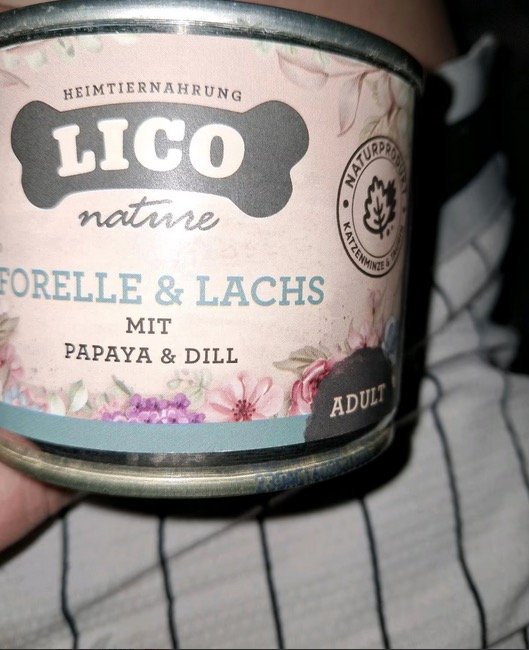 HEIMTIERNAHRUNG
LICO
nature
NATURPRODUKT
KATZENMINZE &
FORELLE & LACHS
MIT
PAPAYA & DILL
ADULT